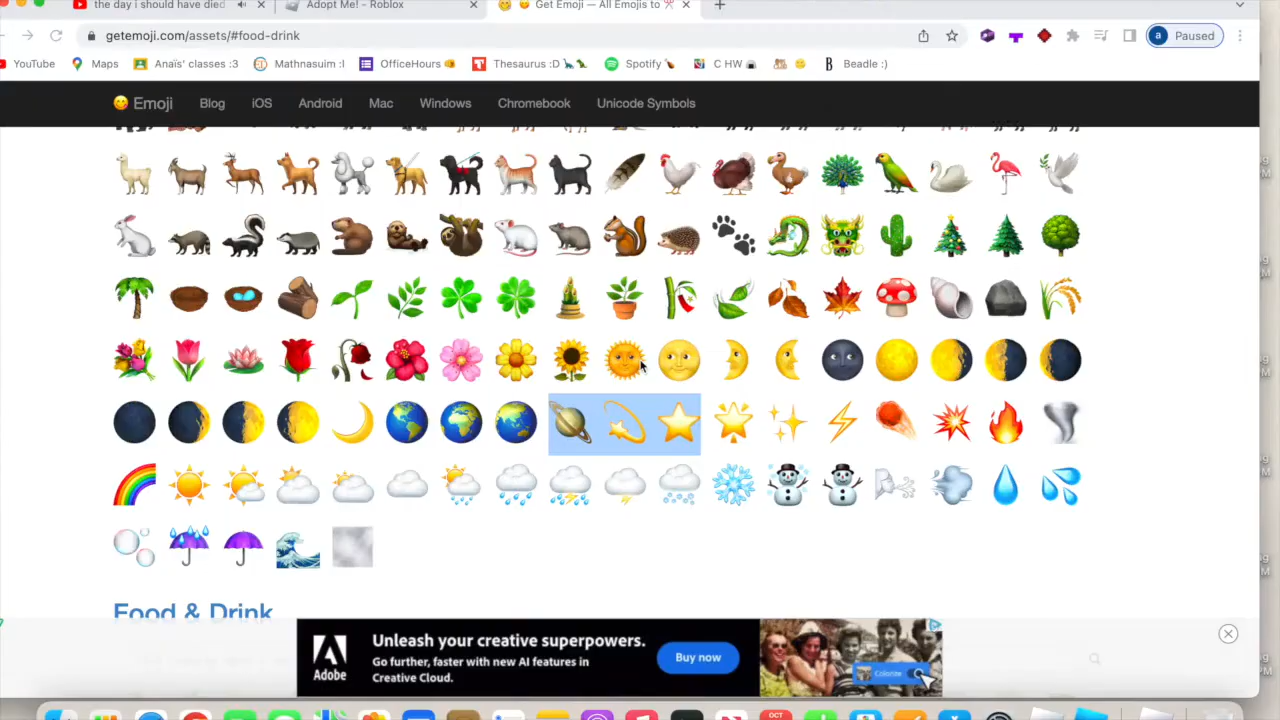 the day i should have died
Adopt Me! - Roblox
Get Emoji — All Emojis to
getemoji.com/assets/#food-drink
a Paused
YouTube Maps Anaïs' classes :3 Mathnasuim :l OfficeHours Thesaurus :D Spotify C HW Beadle :)
Emoji Blog iOS Android Mac Windows Chromebook Unicode Symbols
Food & Drink
Adobe
Unleash your creative superpowers.
Go further, faster with new AI features in
Creative Cloud.
Buy now
Colorize
OCT